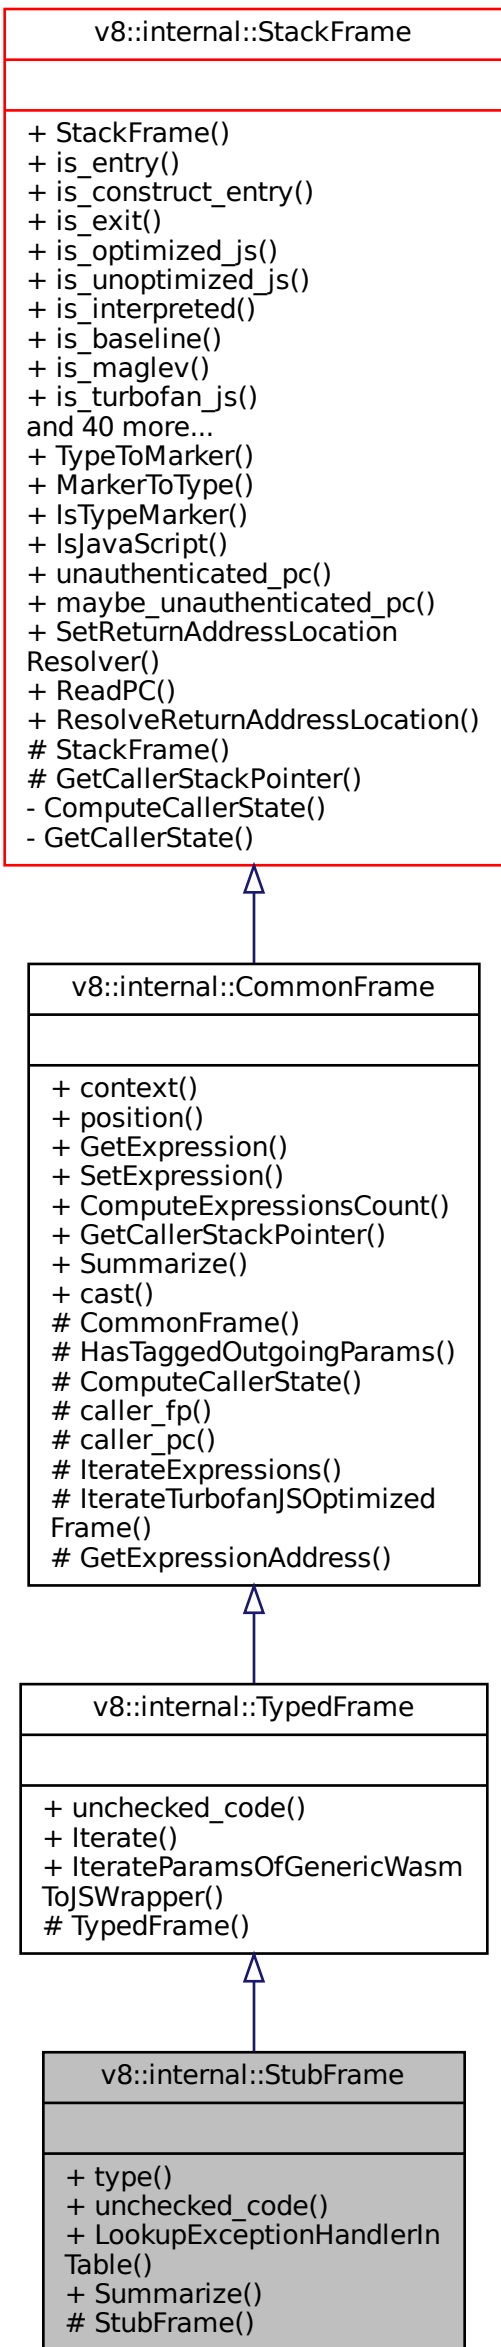 v8::internal::StackFrame
+ StackFrame()
+ is_entry()
+ is_construct_entry()
+ is_exit()
+ is_optimized_js()
+ is_unoptimized_js()
+ is_interpreted()
+ is_baseline()
+ is_maglev()
+ is_turbofan_js()
and 40 more...
+ TypeToMarker()
+ MarkerToType()
+ IsTypeMarker()
+ IsJavaScript()
+ unauthenticated_pc()
+ maybe_unauthenticated_pc()
+ SetReturnAddressLocation
Resolver()
+ ReadPC()
+ ResolveReturnAddressLocation()
# StackFrame()
# GetCallerStackPointer()
- ComputeCallerState()
- GetCallerState()
v8::internal::CommonFrame
+ context()
+ position()
+ GetExpression()
+ SetExpression()
+ ComputeExpressionsCount()
+ GetCallerStackPointer()
+ Summarize()
+ cast()
# CommonFrame()
# HasTaggedOutgoingParams()
# ComputeCallerState()
# caller_fp()
# caller_pc()
# IterateExpressions()
# IterateTurbofanJSOptimized
Frame()
# GetExpressionAddress()
v8::internal::TypedFrame
+ unchecked_code()
+ Iterate()
+ IterateParamsOfGenericWasm
ToJSWrapper()
# TypedFrame()
v8::internal::StubFrame
+ type()
+ unchecked_code()
+ LookupExceptionHandlerIn
Table()
+ Summarize()
# StubFrame()